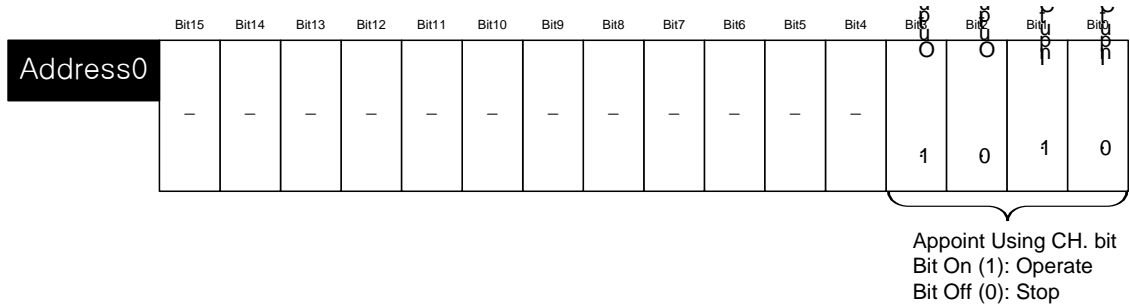 Bit15 Bit14 Bit13 Bit12 Bit11 Bit10 Bit9 Bit8 Bit7 Bit6 Bit5 Bit4
Address0
– – – – – – – – – – – –
1 0 1 0
Appoint Using CH. bit
Bit On (1): Operate
Bit Off (0): Stop